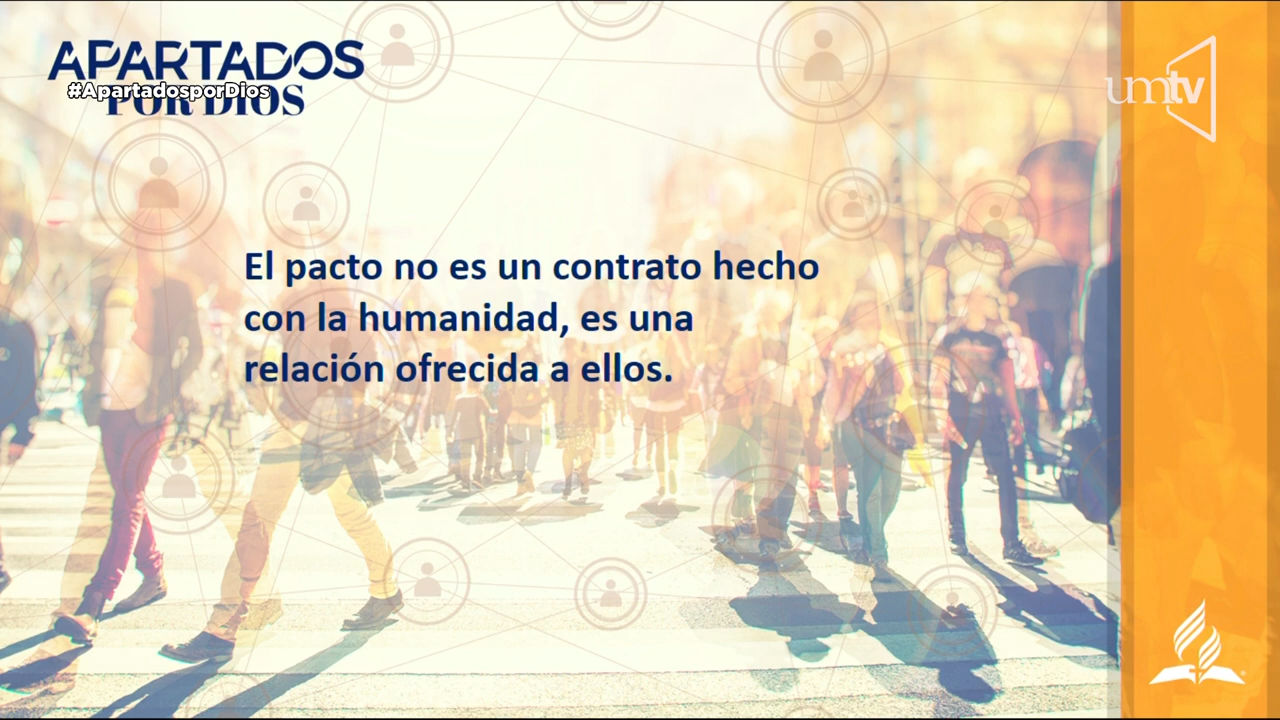 APARTADOS
#ApartadosporDios
POR DIOS
umtv
El pacto no es un contrato hecho
con la humanidad, es una
relación ofrecida a ellos.